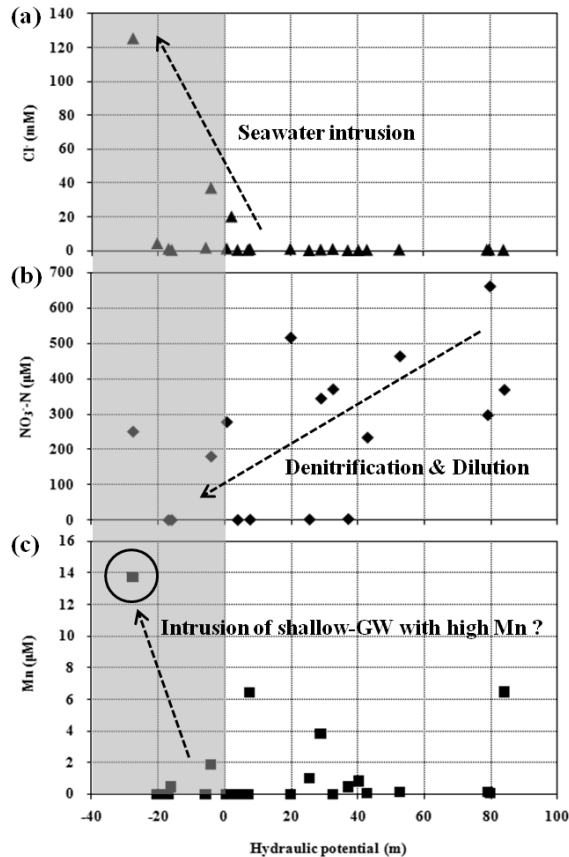 (a)
140
120
100
80
60
40
20
0
Cl⁻ (mM)
Seawater intrusion
(b)
700
600
500
400
300
200
100
0
NO₃⁻-N (µM)
Denitrification & Dilution
(c)
16
14
12
10
8
6
4
2
0
Mn (µM)
Intrusion of shallow-GW with high Mn ?
-40 -20 0 20 40 60 80 100
Hydraulic potential (m)